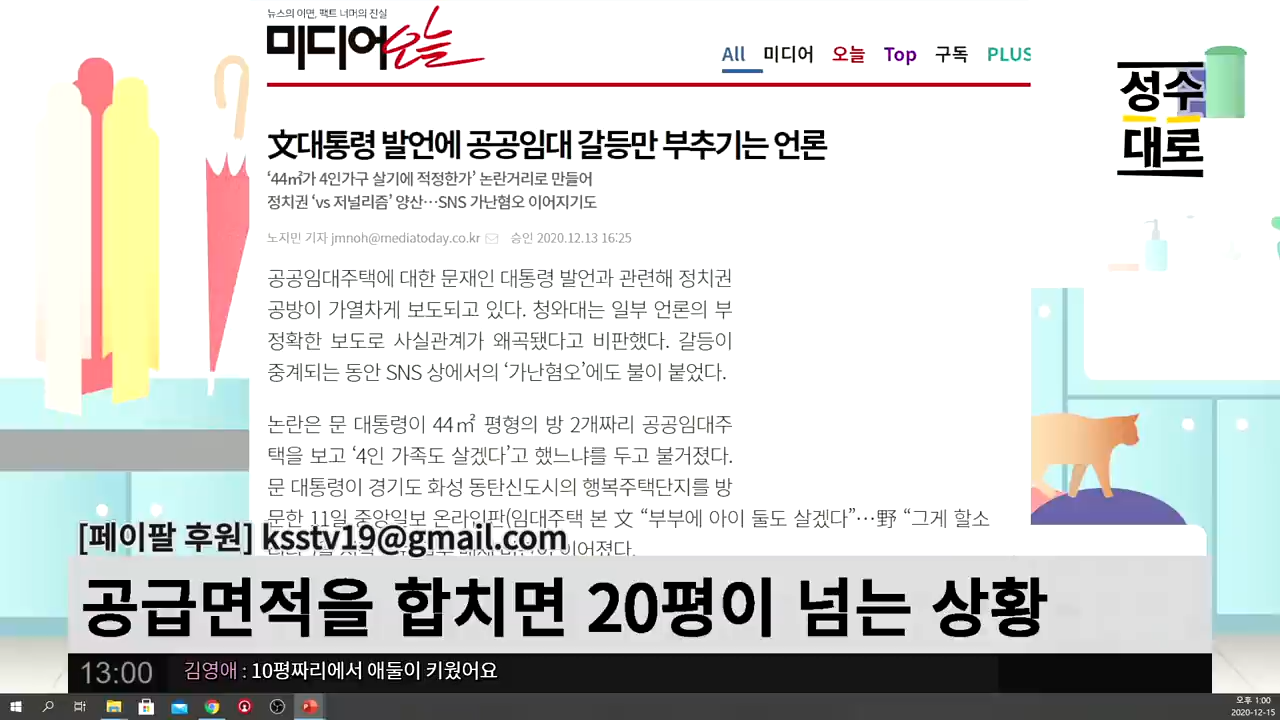 뉴스의 이면, 팩트 너머의 진실
미디어오늘
All 미디어 오늘 Top 구독 PLUS
성수
대로
文대통령 발언에 공공임대 갈등만 부추기는 언론
‘44㎡가 4인가구 살기에 적정한가’ 논란거리로 만들어
정치권 ‘vs 저널리즘’ 양산…SNS 가난혐오 이어지기도
노지민 기자 jmnoh@mediatoday.co.kr 승인 2020.12.13 16:25
공공임대주택에 대한 문재인 대통령 발언과 관련해 정치권
공방이 가열차게 보도되고 있다. 청와대는 일부 언론의 부
정확한 보도로 사실관계가 왜곡됐다고 비판했다. 갈등이
중계되는 동안 SNS 상에서의 ‘가난혐오’에도 불이 붙었다.
논란은 문 대통령이 44㎡ 평형의 방 2개짜리 공공임대주
택을 보고 ‘4인 가족도 살겠다’고 했느냐를 두고 불거졌다.
문 대통령이 경기도 화성 동탄신도시의 행복주택단지를 방
문한 11일 중앙일보 온라인판(임대주택 본 文 “부부에 아이 둘도 살겠다”…野 “그게 할소
이어졌다.
[페이팔 후원] ksstv19@gmail.com
공급면적을 합치면 20평이 넘는 상황
13:00 김영애 : 10평짜리에서 애둘이 키웠어요
오후 1:00
2020-12-15